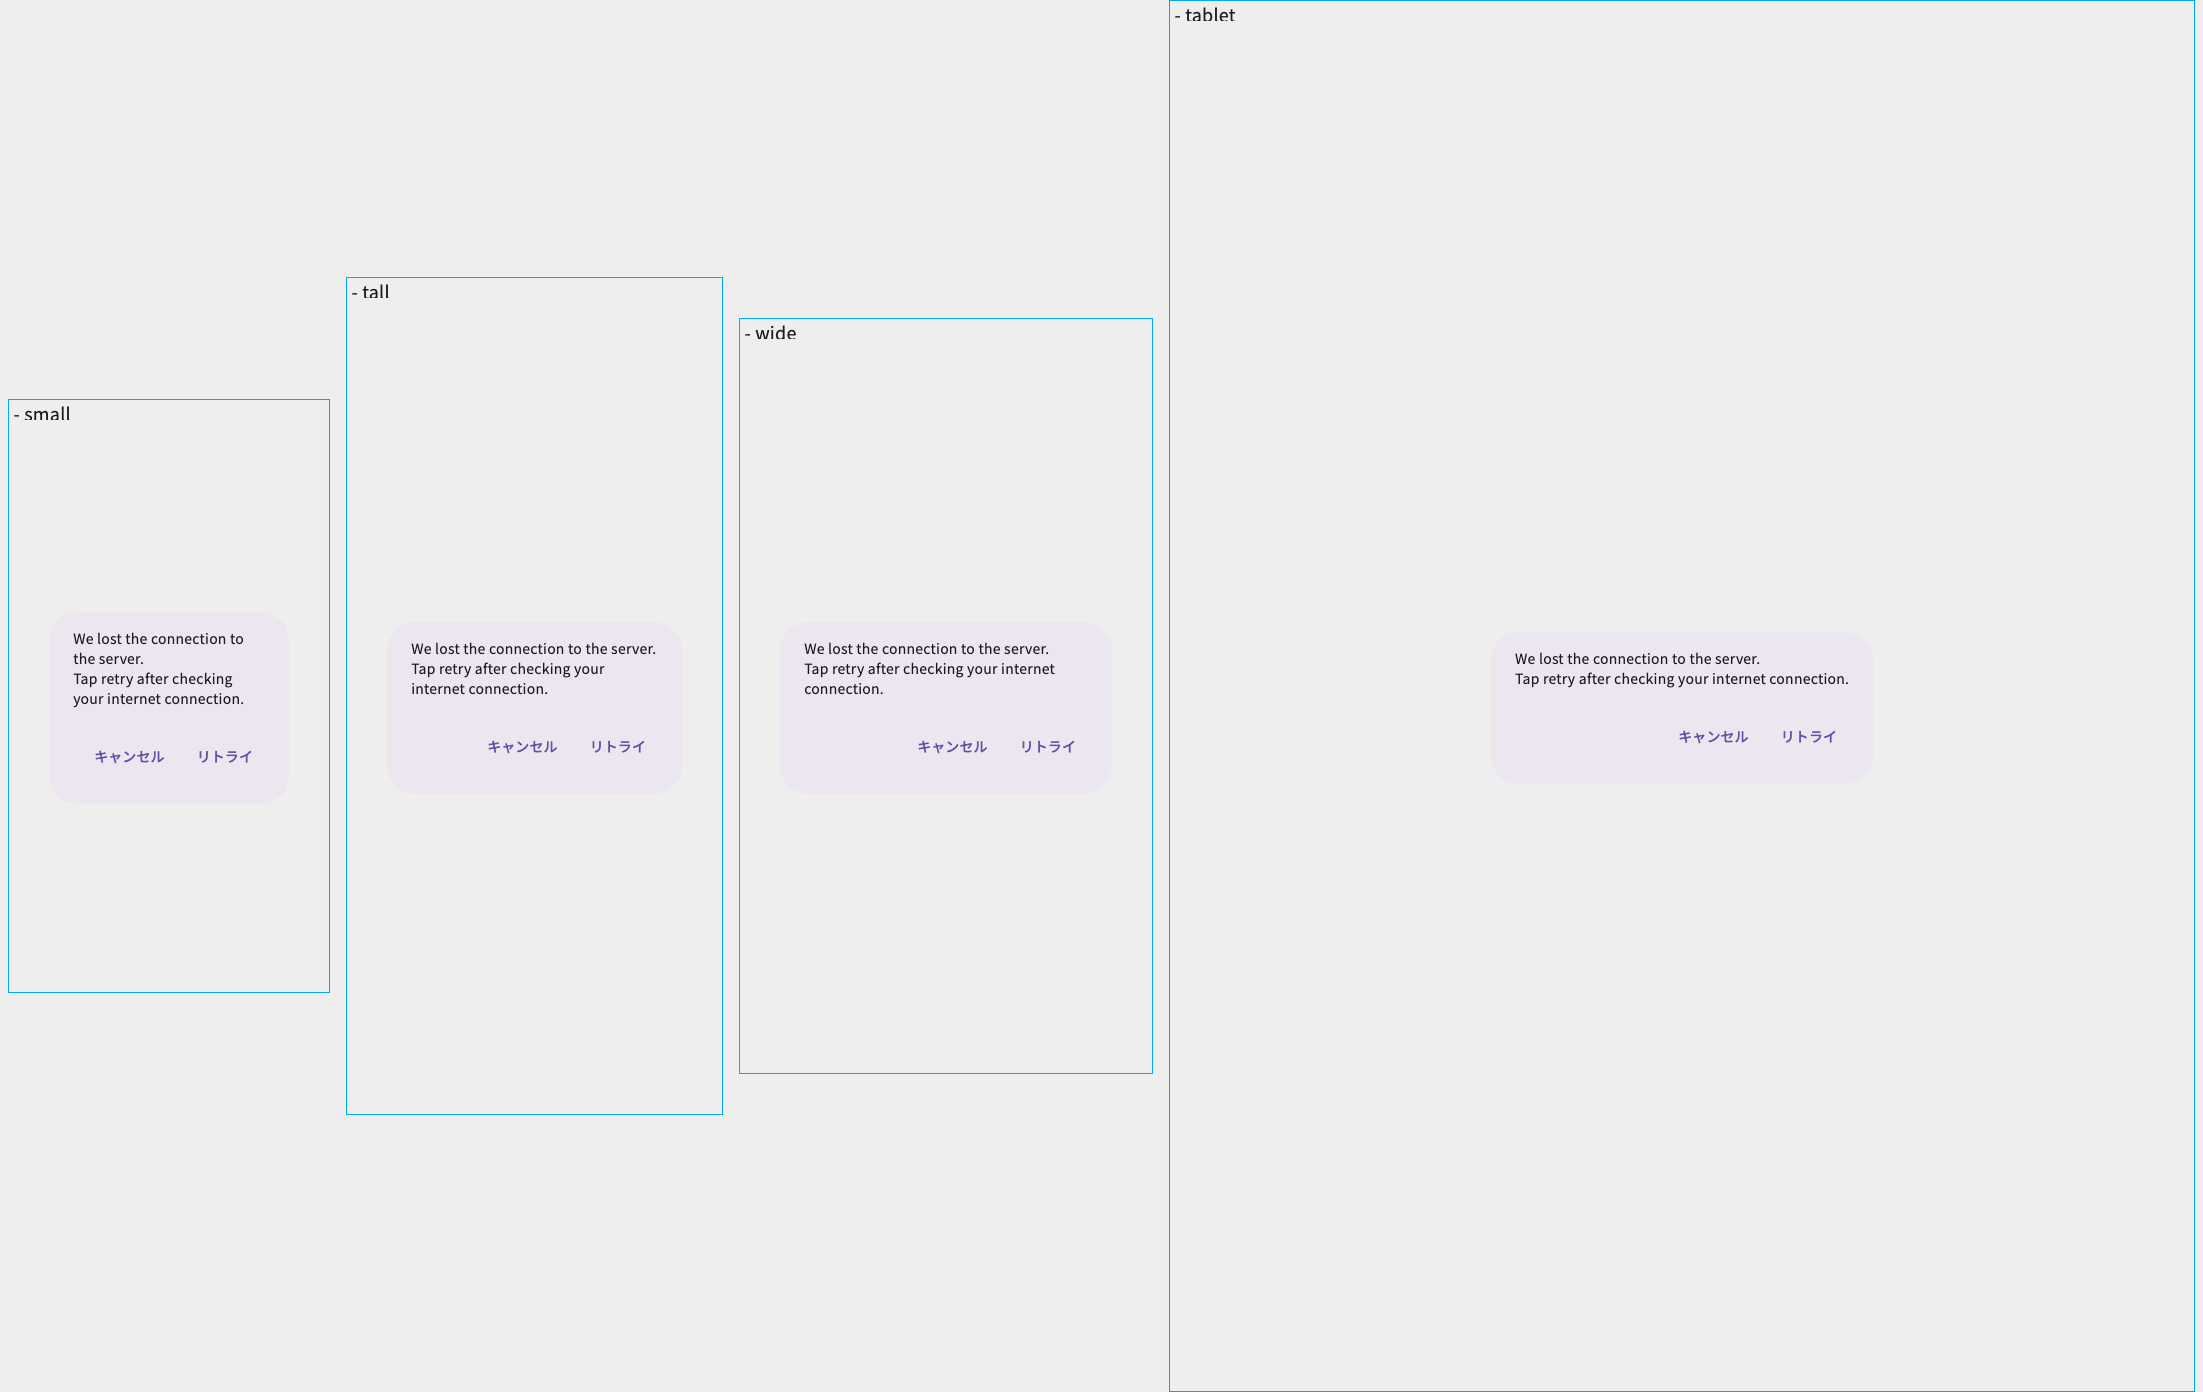 - small
We lost the connection to
the server.
Tap retry after checking
your internet connection.
キャンセル リトライ
- tall
We lost the connection to the server.
Tap retry after checking your
internet connection.
キャンセル リトライ
- wide
We lost the connection to the server.
Tap retry after checking your internet
connection.
キャンセル リトライ
- tablet
We lost the connection to the server.
Tap retry after checking your internet connection.
キャンセル リトライ